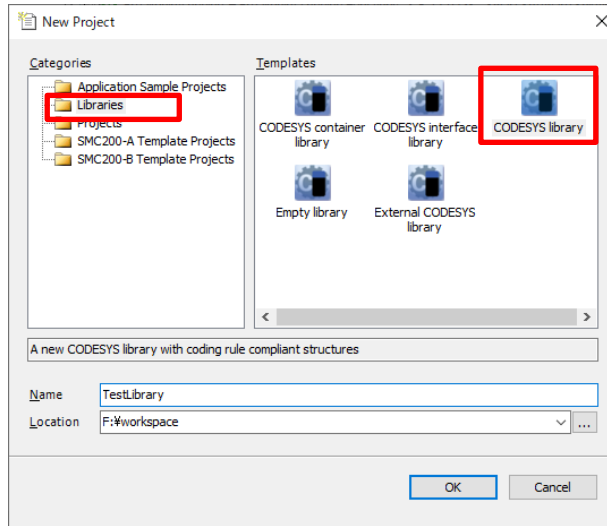 New Project
Categories
Application Sample Projects
Libraries
Projects
SMC200-A Template Projects
SMC200-B Template Projects
Templates
CODESYS container
library
CODESYS interface
library
CODESYS library
Empty library
External CODESYS
library
A new CODESYS library with coding rule compliant structures
Name
TestLibrary
Location
F:¥workspace
...
OK
Cancel